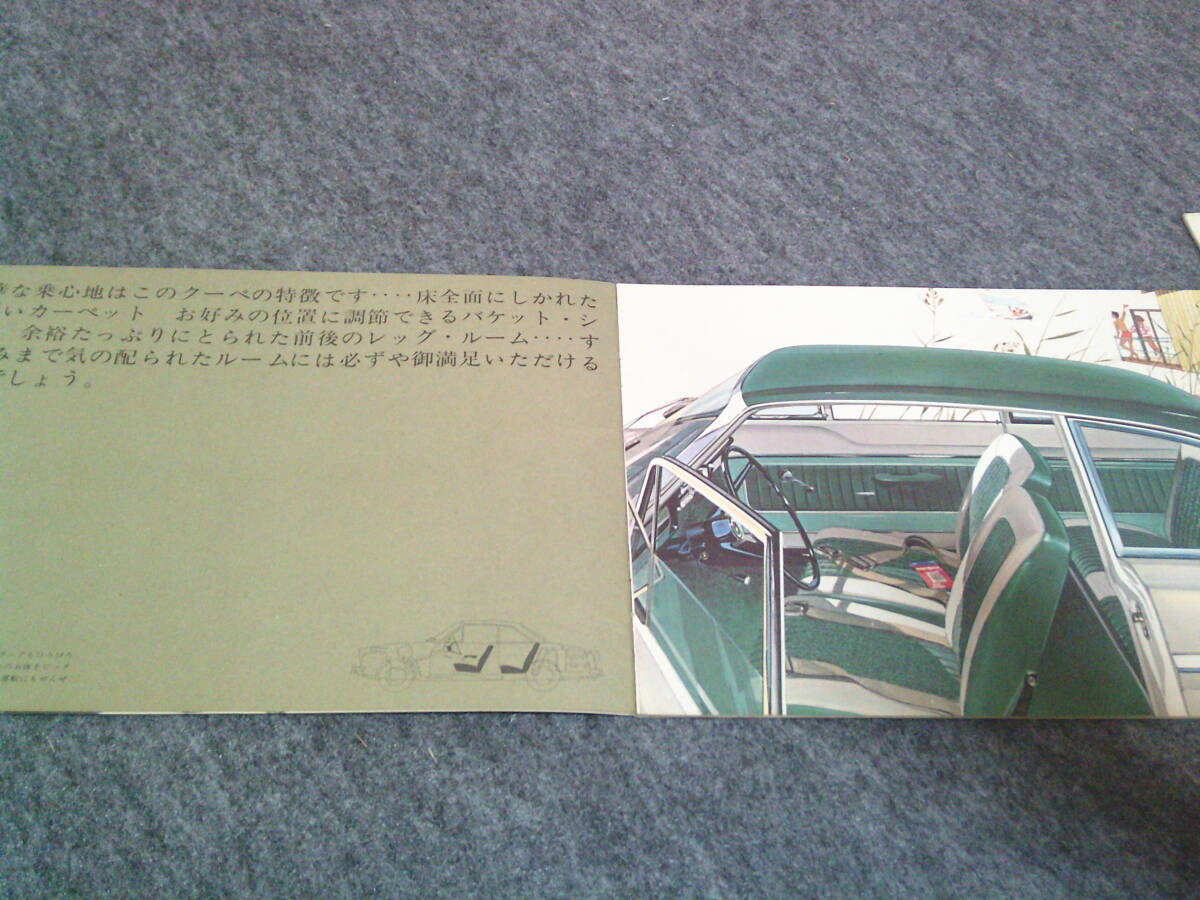 な乗心地はこのクーペの特徴です‥‥床全面にしかれた
いカーペット　お好みの位置に調節できるバケット・シ
余裕たっぷりにとられた前後のレッグ・ルーム‥‥す
みまで気の配られたルームには必ずや御満足いただける
でしょう。